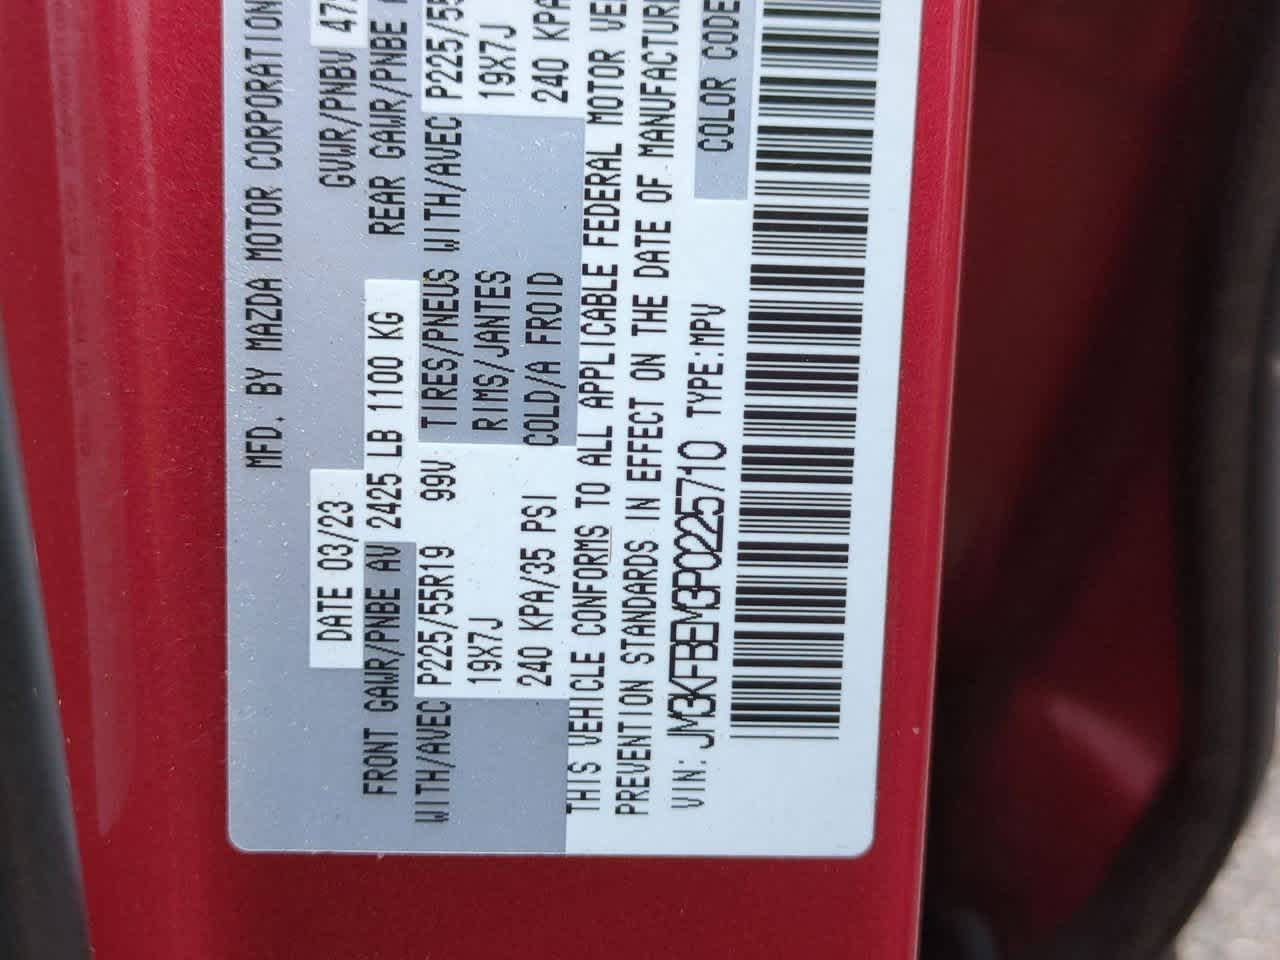 MFD. BY MAZDA MOTOR CORPORATION
DATE 03/23 GVWR/PNBV
FRONT GAWR/PNBE AV 2425 LB 1100 KG REAR GAWR/PNBE
WITH/AVEC P225/55R19 99V TIRES/PNEUS WITH/AVEC P225/55
19X7J RIMS/JANTES 19X7J
240 KPA/35 PSI COLD/A FROID 240 KPA
THIS VEHICLE CONFORMS TO ALL APPLICABLE FEDERAL MOTOR
PREVENTION STANDARDS IN EFFECT ON THE DATE OF
VIN: JM3KFBEM3P0225710 TYPE:MPV COLOR CODE